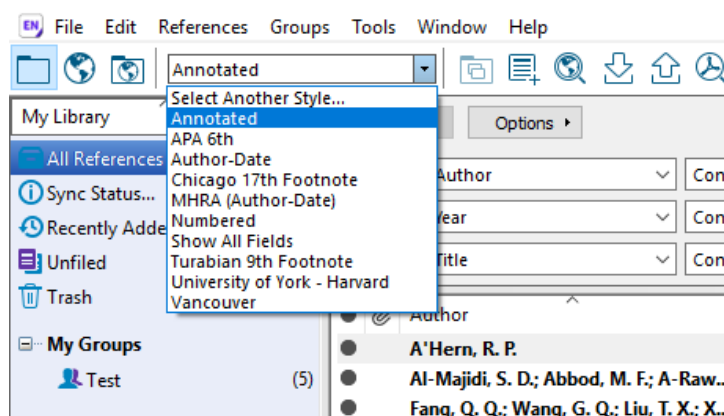 EN File Edit References Groups Tools Window Help
Annotated
Select Another Style...
Annotated
APA 6th
Author-Date
Chicago 17th Footnote
MHRA (Author-Date)
Numbered
Show All Fields
Turabian 9th Footnote
University of York - Harvard
Vancouver
My Library
All References
Sync Status...
Recently Adde
Unfiled
Trash
My Groups
Test (5)
Options
Author Con
Year Con
Title Con
Author
A'Hern, R. P.
Al-Majidi, S. D.; Abbod, M. F.; A-Raw...
Fang, Q. Q.; Wang, G. Q.; Liu, T. X.; X...